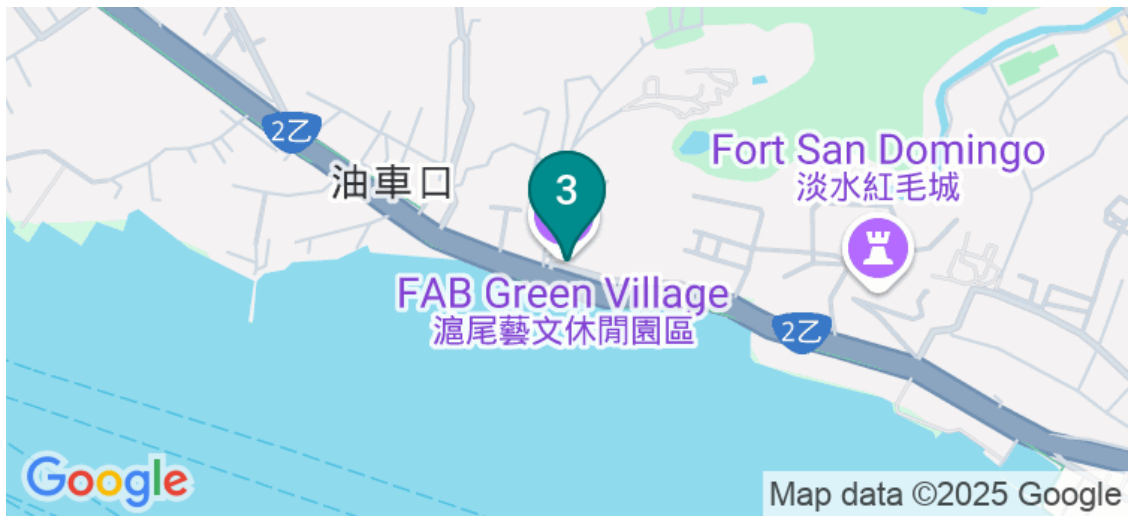 2乙
油車口
3
Fort San Domingo
淡水紅毛城
FAB Green Village
滬尾藝文休閒園區
2乙
Google
Map data ©2025 Google